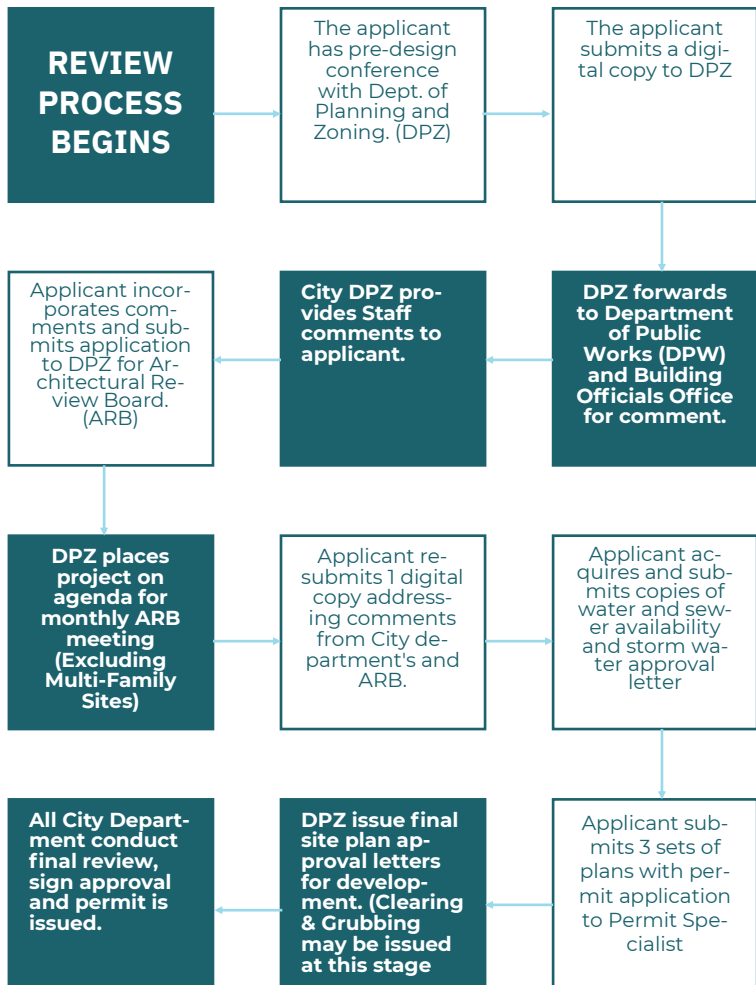 REVIEW
PROCESS
BEGINS
The applicant
has pre-design
conference
with Dept. of
Planning and
Zoning. (DPZ)
The applicant
submits a digi-
tal copy to DPZ
DPZ forwards
to Department
of Public
Works (DPW)
and Building
Officials Office
for comment.
City DPZ pro-
vides Staff
comments to
applicant.
Applicant incor-
porates com-
ments and sub-
mits application
to DPZ for Ar-
chitectural Re-
view Board.
(ARB)
DPZ places
project on
agenda for
monthly ARB
meeting
(Excluding
Multi-Family
Sites)
Applicant re-
submits 1 digital
copy address-
ing comments
from City de-
partment's and
ARB.
Applicant ac-
quires and sub-
mits copies of
water and sew-
er availability
and storm wa-
ter approval
letter
Applicant sub-
mits 3 sets of
plans with per-
mit application
to Permit Spe-
cialist
DPZ issue final
site plan ap-
proval letters
for develop-
ment. (Clearing
& Grubbing
may be issued
at this stage
All City Depart-
ment conduct
final review,
sign approval
and permit is
issued.